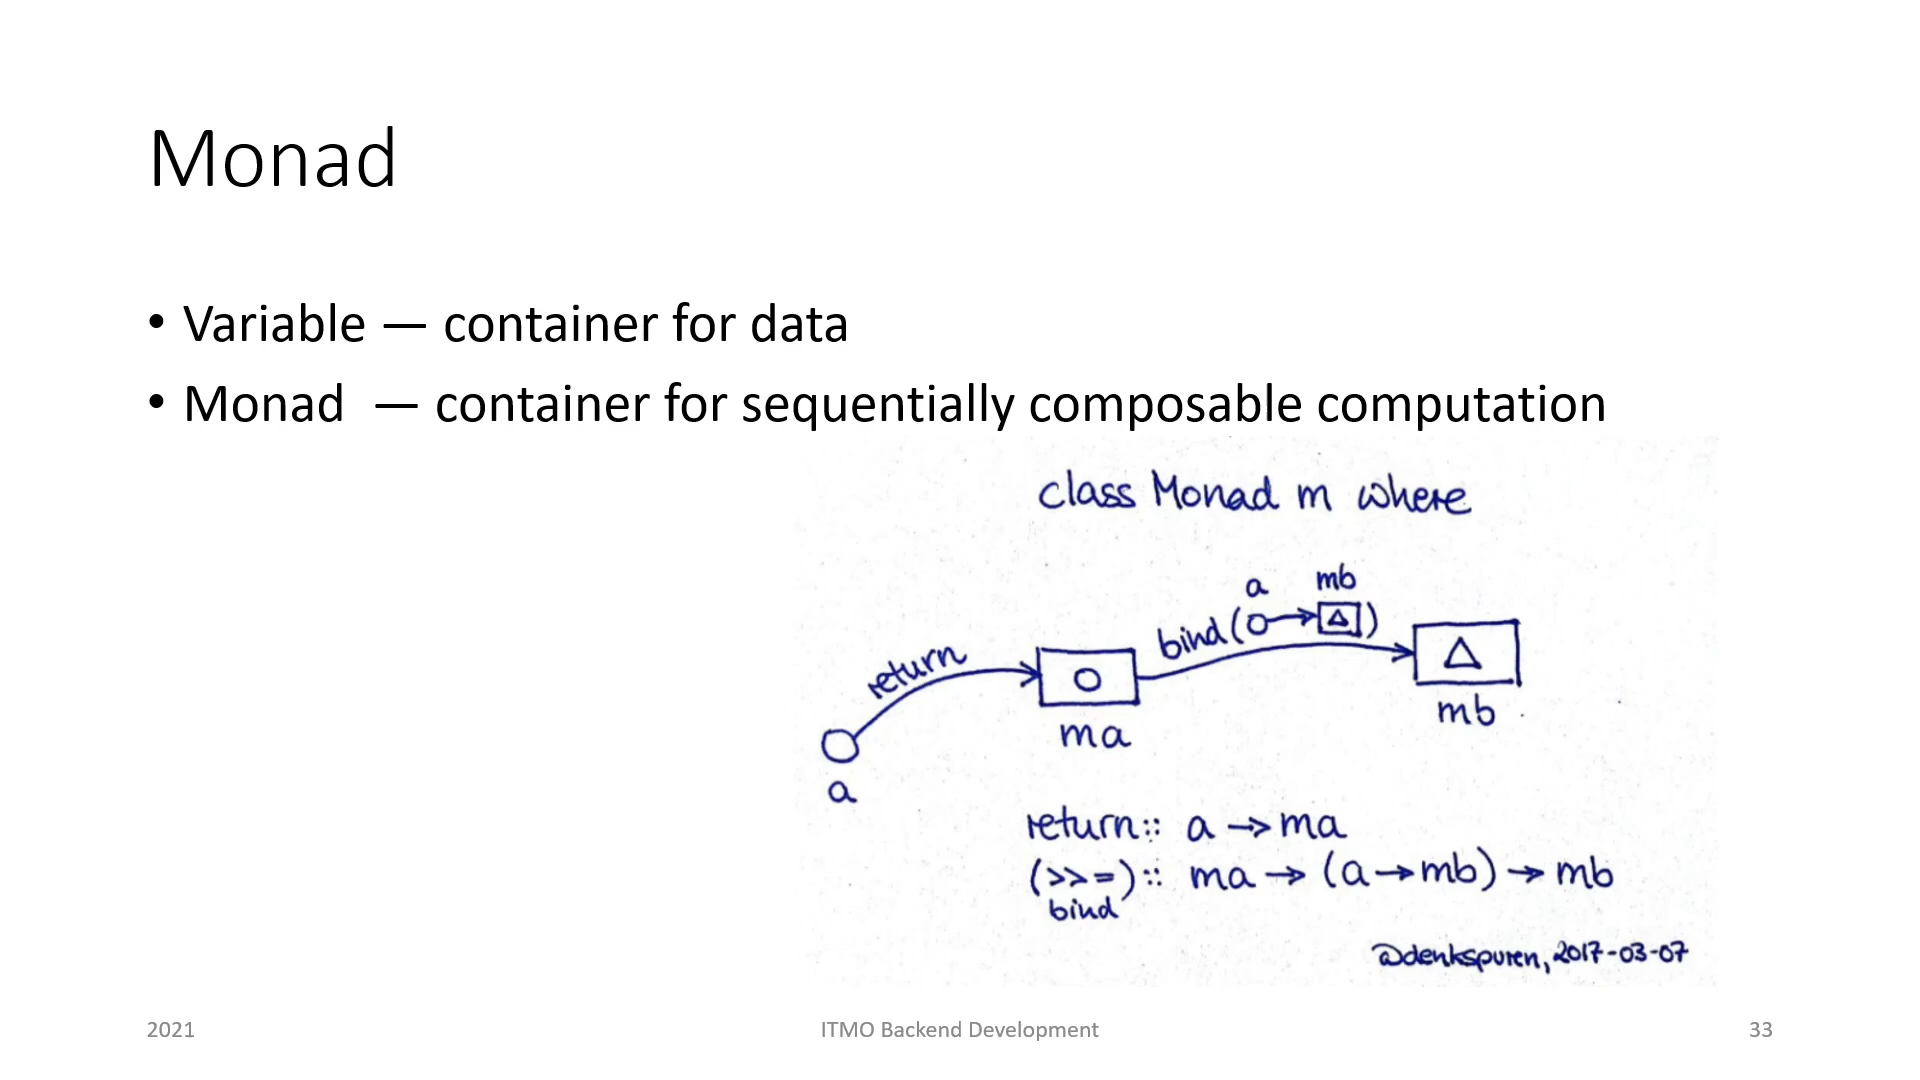 Monad
• Variable — container for data
• Monad — container for sequentially composable computation
class Monad m where
a mb
return
bind( )
ma
mb
a
return:: a → ma
(>>=):: ma → (a → mb) → mb
bind
@denkspuren, 2017-03-07
2021 ITMO Backend Development 33